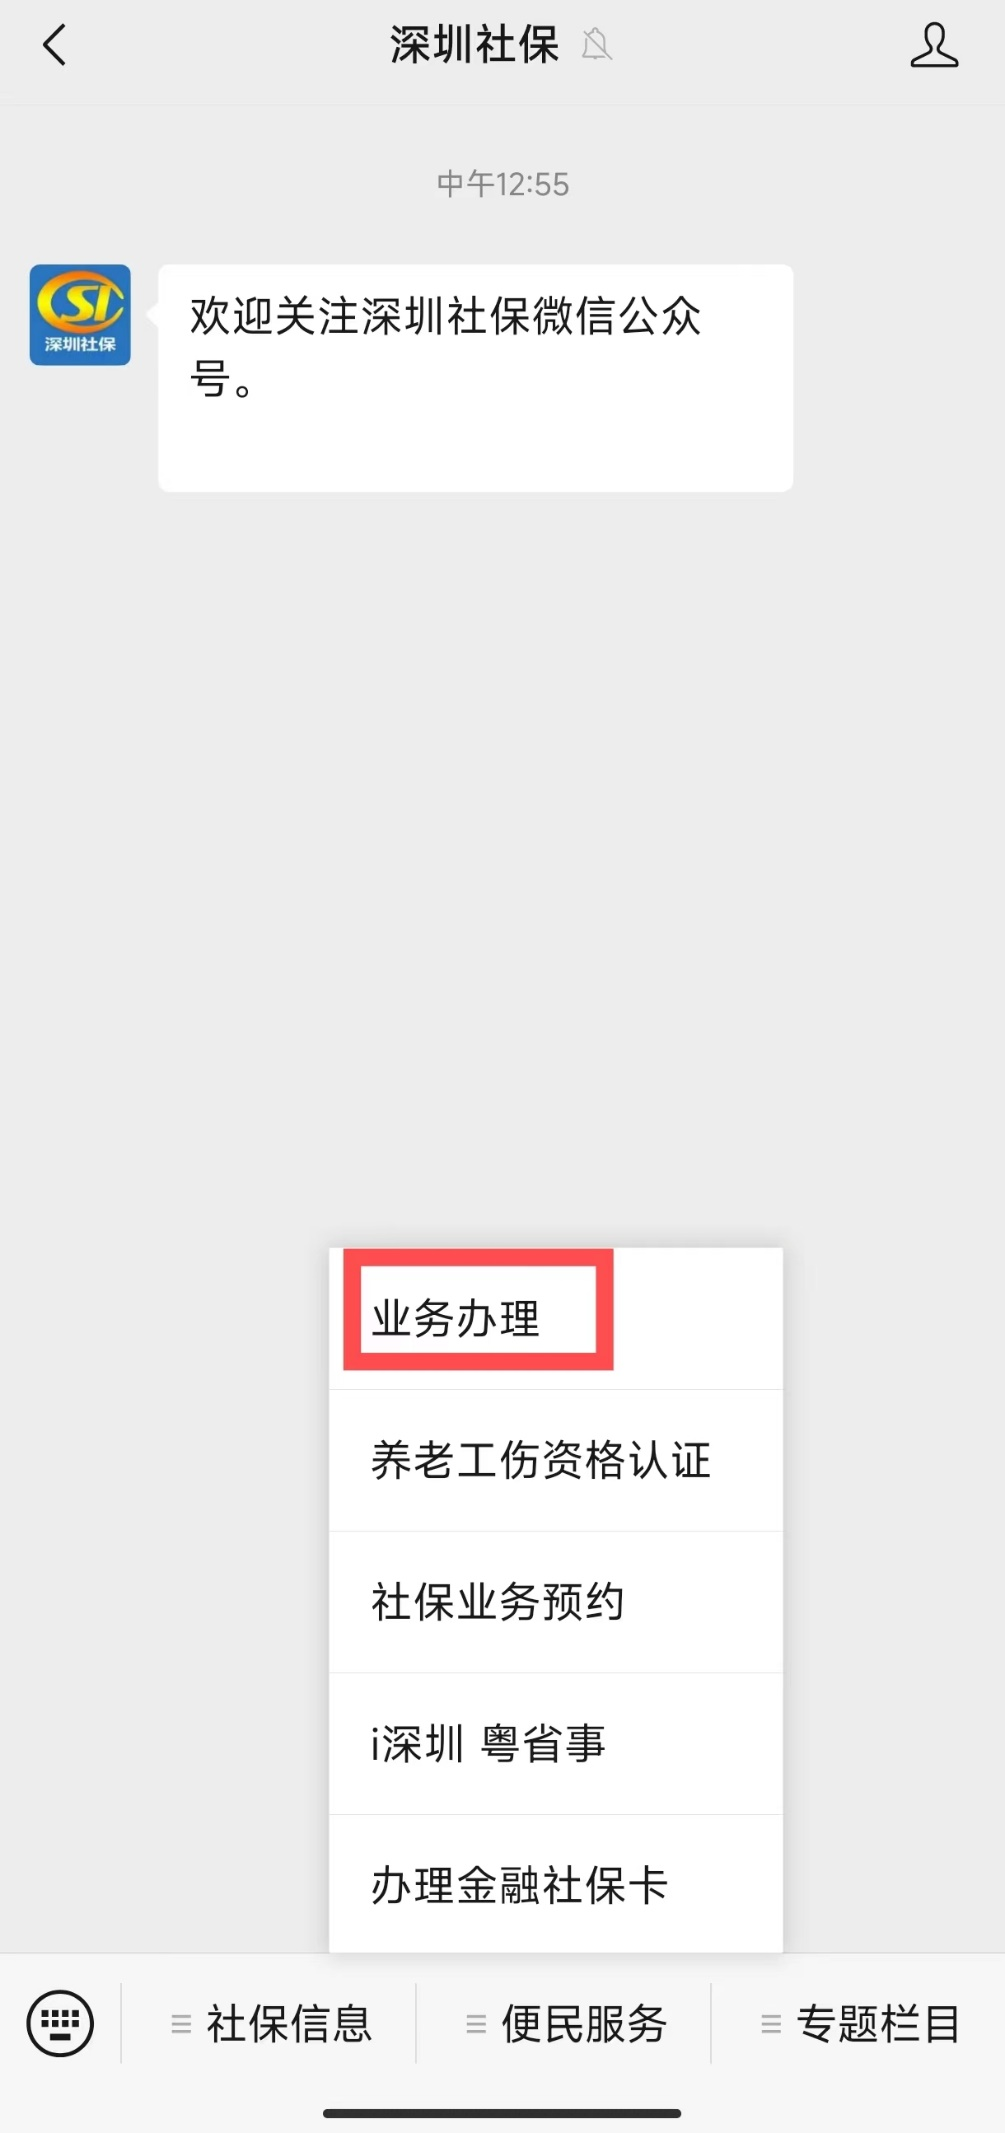 深圳社保
中午12:55
深圳社保
欢迎关注深圳社保微信公众
号。
业务办理
养老工伤资格认证
社保业务预约
i深圳 粤省事
办理金融社保卡
社保信息
便民服务
专题栏目